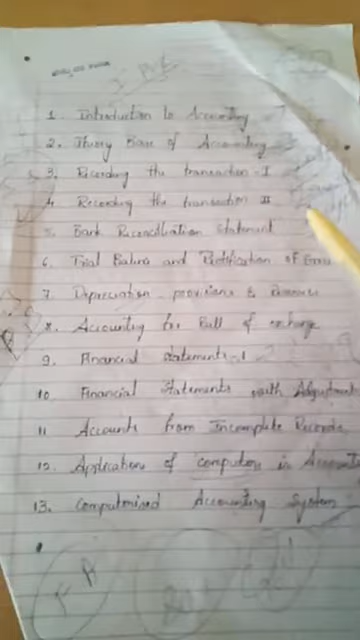 1. Introduction to Accounting
2. Theory Base of Accounting
3. Recording the transaction - I
4. Recording the transaction II
5. Bank Reconciliation Statement
6. Trial Balance and Rectification of Errors
7. Depreciation, provisions & Reserves
8. Accounting for Bill of exchange
9. Financial statements - 1
10. Financial Statements with Adjustment
11 Accounts from Incomplete Records
12. Application of computers in Accounts
13. Computerised Accounting System